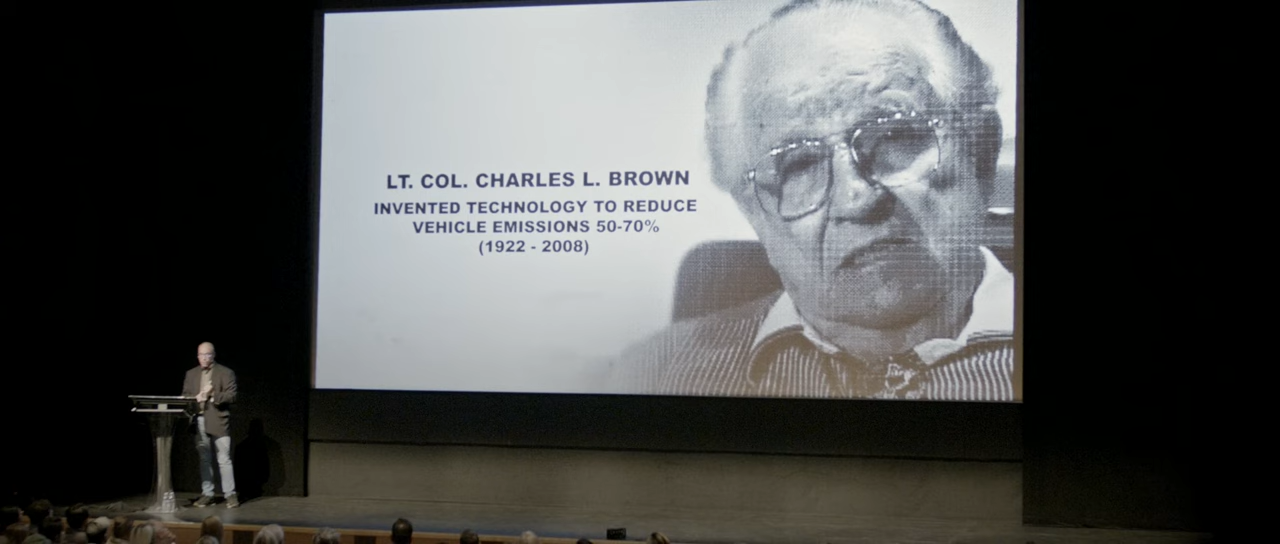 LT. COL. CHARLES L. BROWN
INVENTED TECHNOLOGY TO REDUCE
VEHICLE EMISSIONS 50-70%
(1922 - 2008)